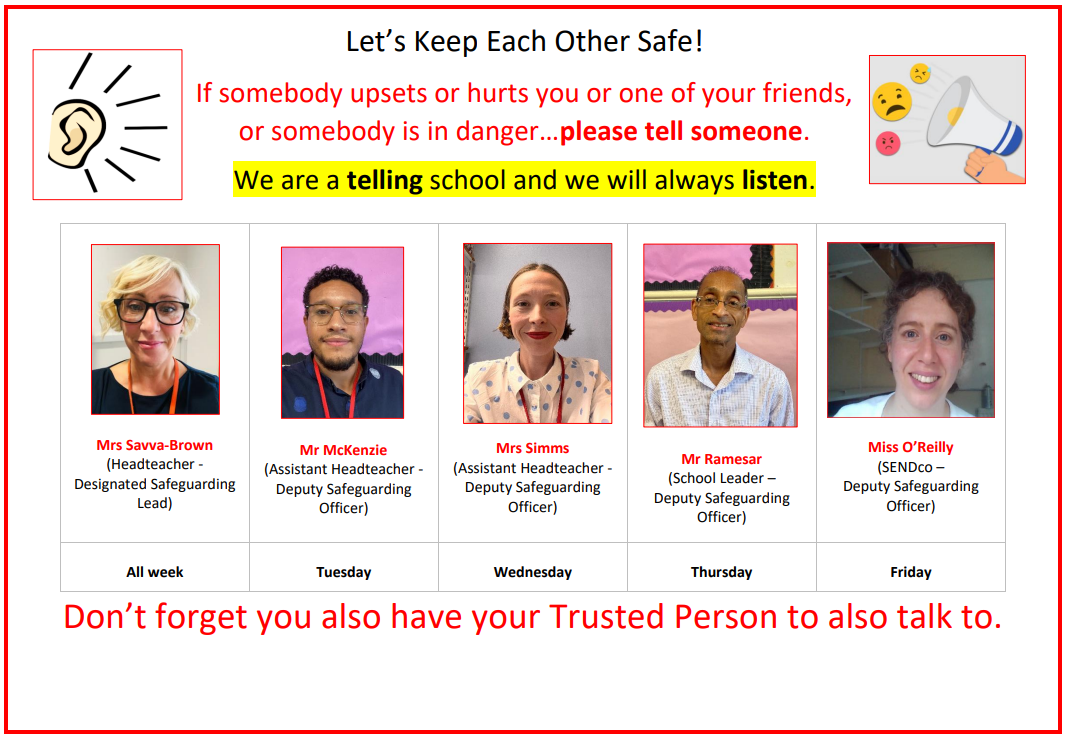 Let’s Keep Each Other Safe!
If somebody upsets or hurts you or one of your friends,
or somebody is in danger…please tell someone.
We are a telling school and we will always listen.
Mrs Savva-Brown
(Headteacher -
Designated Safeguarding
Lead)
Mr McKenzie
(Assistant Headteacher -
Deputy Safeguarding
Officer)
Mrs Simms
(Assistant Headteacher -
Deputy Safeguarding
Officer)
Mr Ramesar
(School Leader –
Deputy Safeguarding
Officer)
Miss O’Reilly
(SENDco –
Deputy Safeguarding
Officer)
All week
Tuesday
Wednesday
Thursday
Friday
Don’t forget you also have your Trusted Person to also talk to.